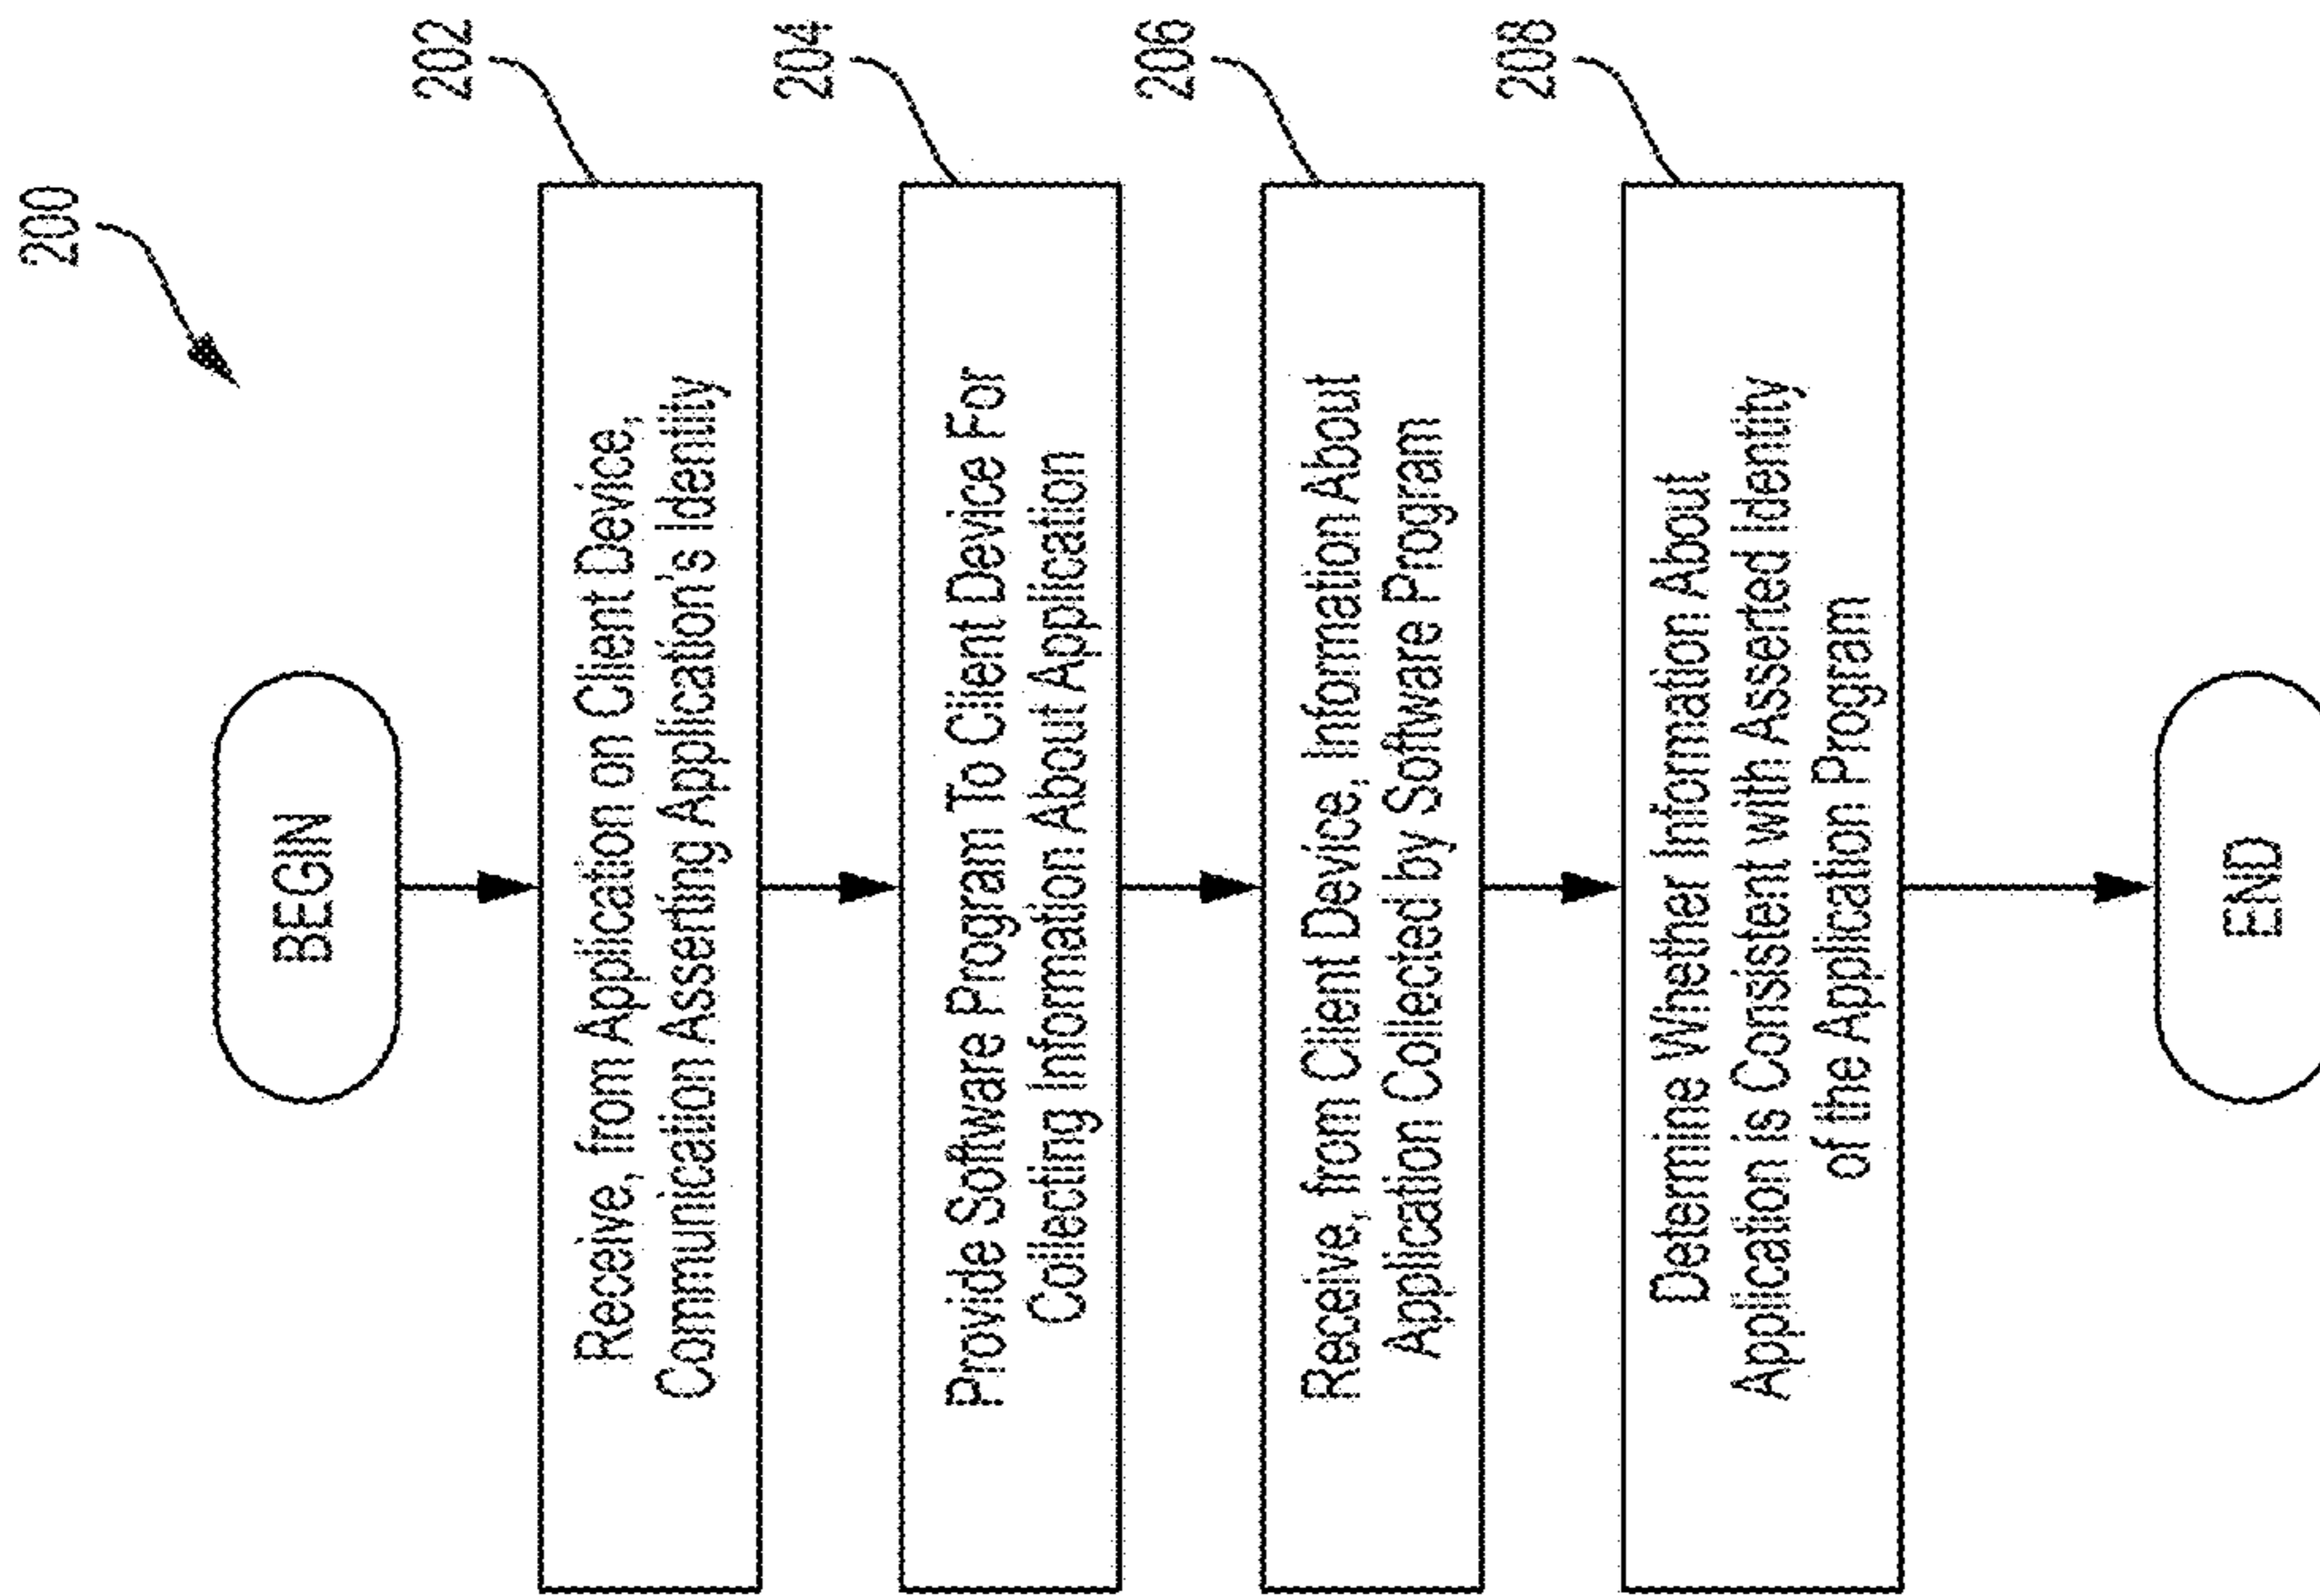 200
BEGIN
202
Receive, from Application on Client Device,
Communication Asserting Application's Identity
204
Provide Software Program To Client Device For
Collecting Information About Application
206
Receive, from Client Device, Information About
Application Collected by Software Program
208
Determine Whether Information About
Application is Consistent with Asserted Identity
of the Application Program
END